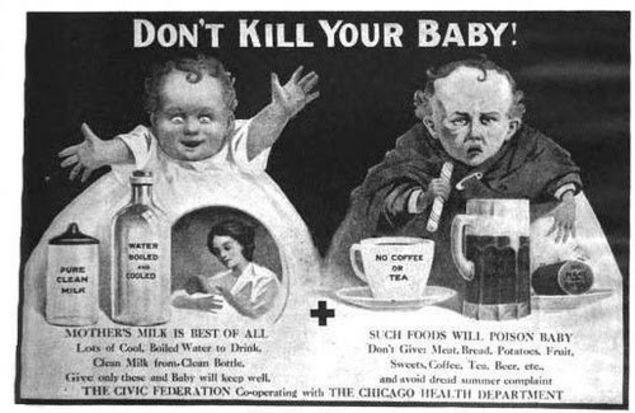 DON'T KILL YOUR BABY!
PURE
CLEAN
MILK
WATER
BOILED
AND
COOLED
NO COFFEE
OR
TEA
MOTHER'S MILK IS BEST OF ALL
Lots of Cool, Boiled Water to Drink,
Clean Milk from Clean Bottle,
Give only these and Baby will keep well.
SUCH FOODS WILL POISON BABY
Don't Give: Meat, Bread, Potatoes, Fruit,
Sweets, Coffee, Tea, Beer, etc.,
and avoid dread summer complaint
THE CIVIC FEDERATION Co-operating with THE CHICAGO HEALTH DEPARTMENT